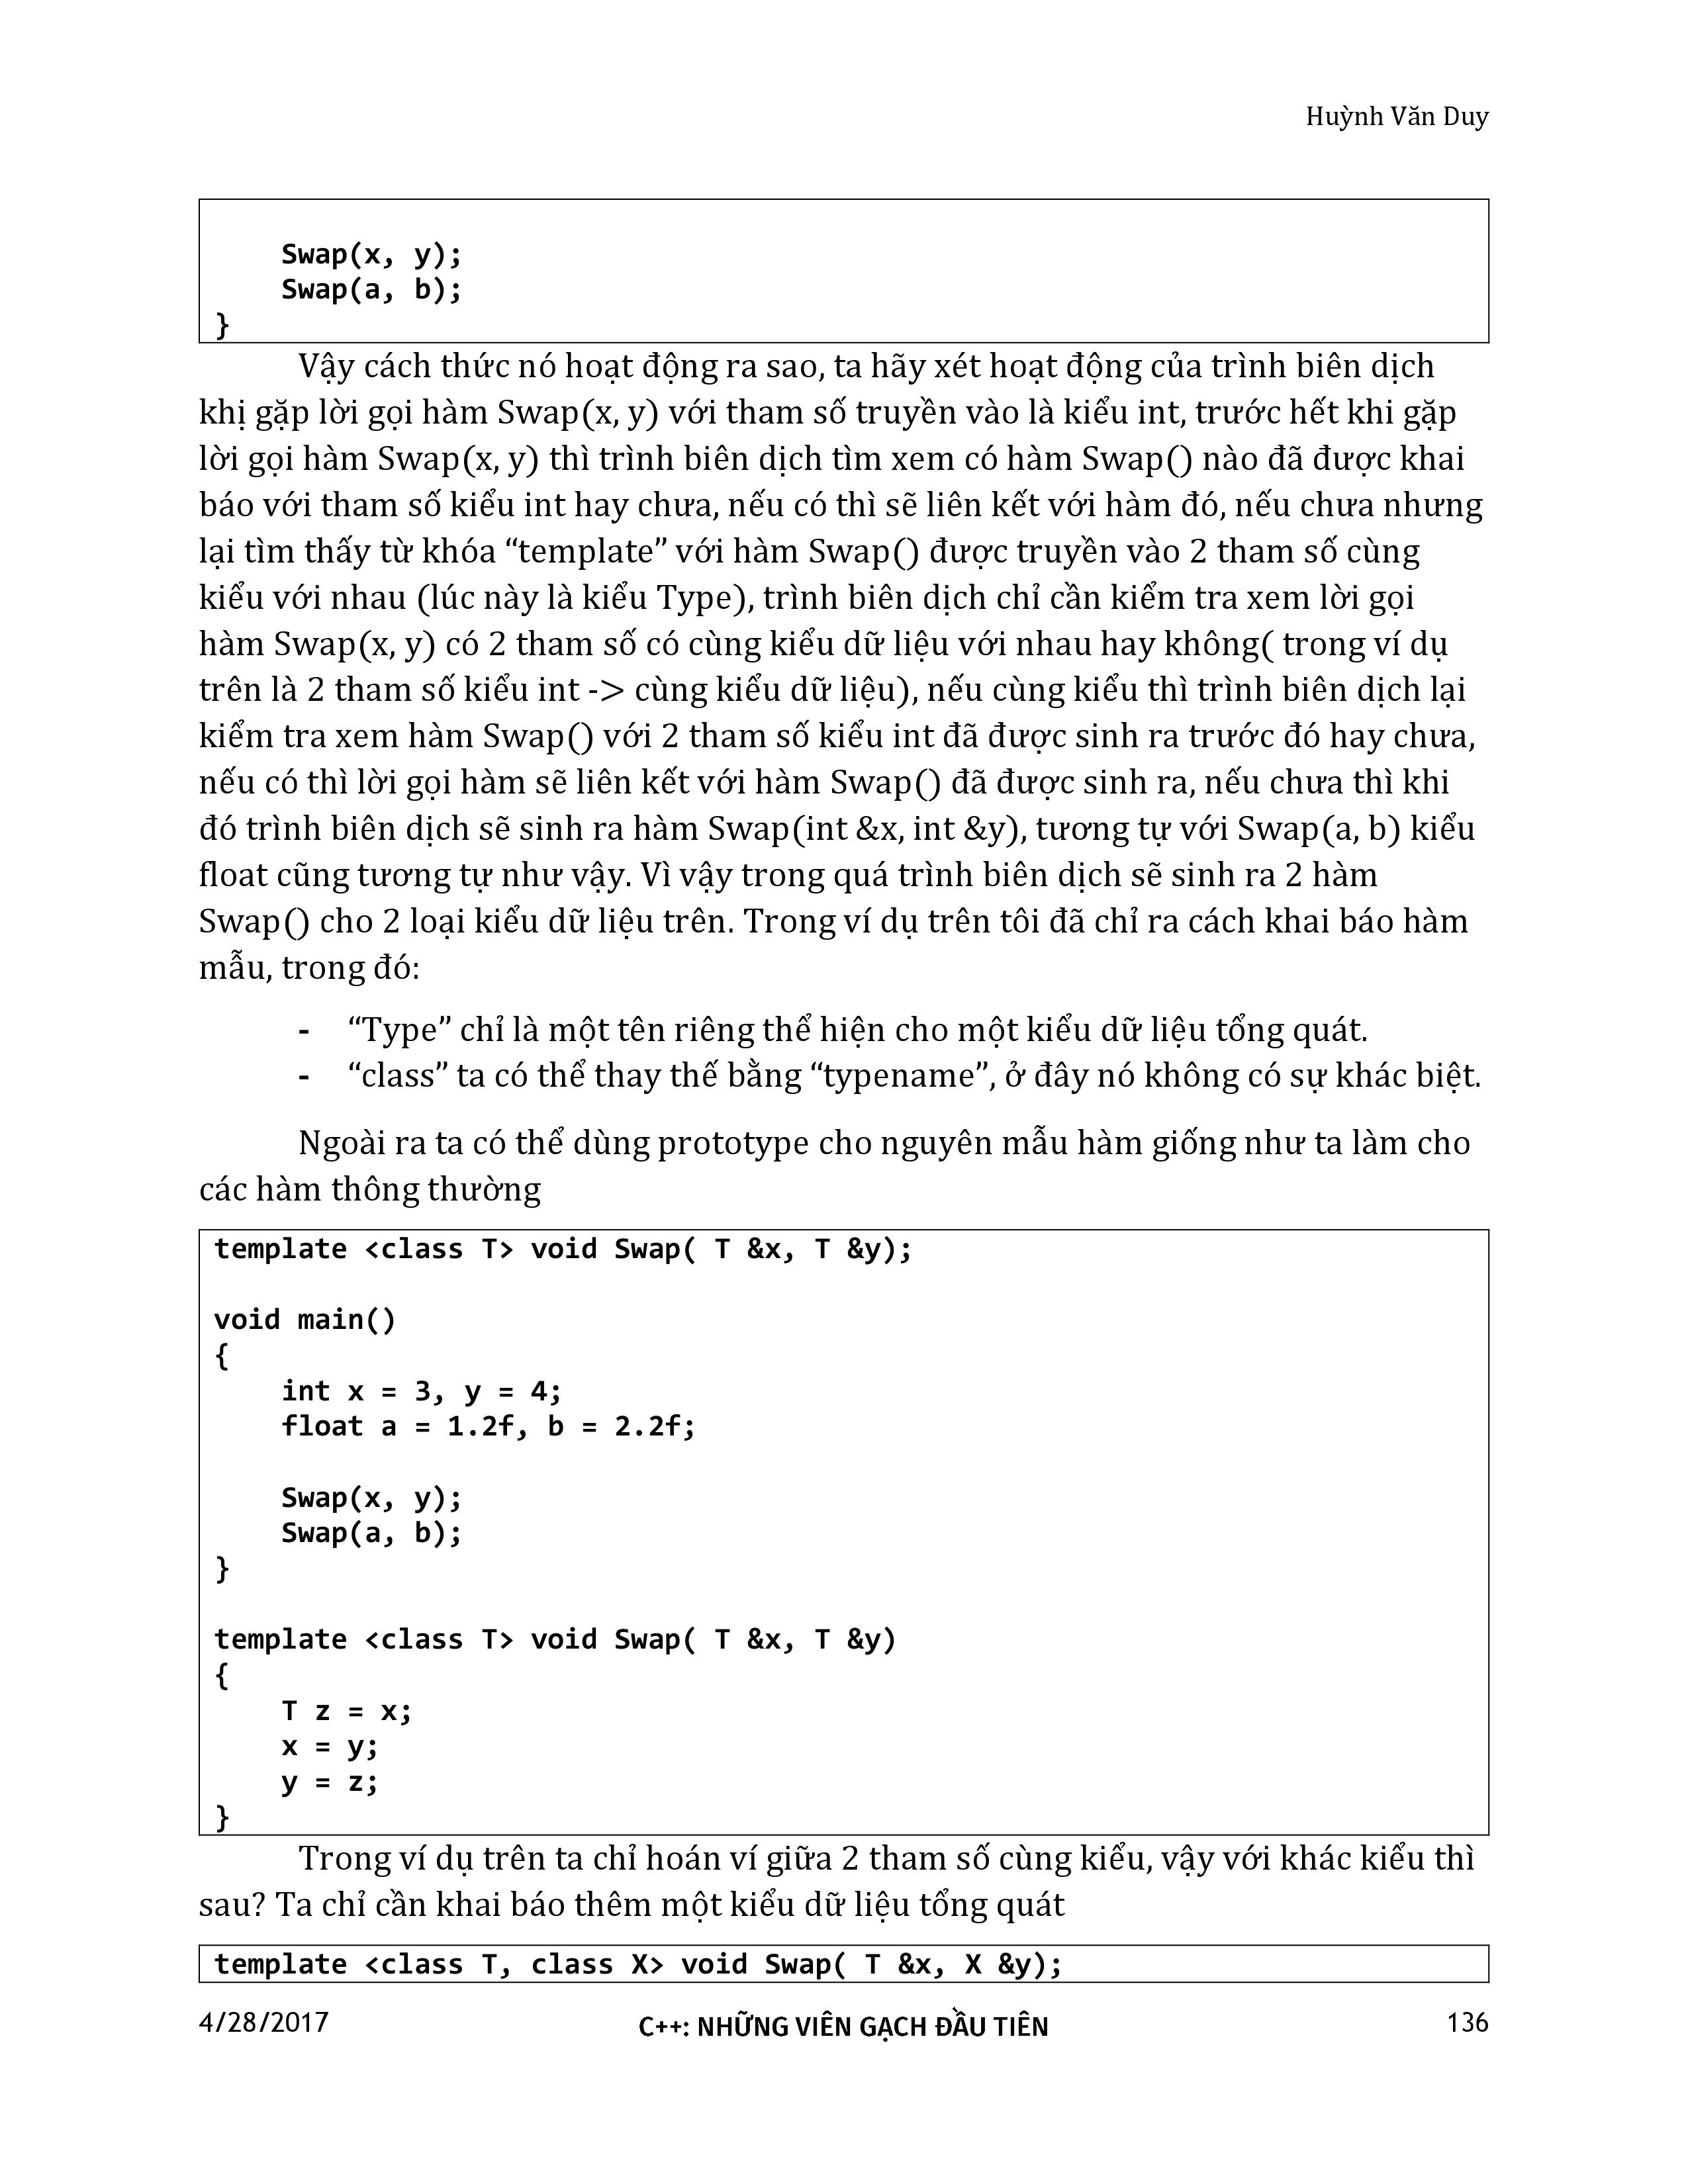 Huỳnh Văn Duy
Swap(x, y);
Swap(a, b);
}
Vậy cách thức nó hoạt động ra sao, ta hãy xét hoạt động của trình biên dịch
khị gặp lời gọi hàm Swap(x, y) với tham số truyền vào là kiểu int, trước hết khi gặp
lời gọi hàm Swap(x, y) thì trình biên dịch tìm xem có hàm Swap() nào đã được khai
báo với tham số kiểu int hay chưa, nếu có thì sẽ liên kết với hàm đó, nếu chưa nhưng
lại tìm thấy từ khóa “template” với hàm Swap() được truyền vào 2 tham số cùng
kiểu với nhau (lúc này là kiểu Type), trình biên dịch chỉ cần kiểm tra xem lời gọi
hàm Swap(x, y) có 2 tham số có cùng kiểu dữ liệu với nhau hay không( trong ví dụ
trên là 2 tham số kiểu int -> cùng kiểu dữ liệu), nếu cùng kiểu thì trình biên dịch lại
kiểm tra xem hàm Swap() với 2 tham số kiểu int đã được sinh ra trước đó hay chưa,
nếu có thì lời gọi hàm sẽ liên kết với hàm Swap() đã được sinh ra, nếu chưa thì khi
đó trình biên dịch sẽ sinh ra hàm Swap(int &x, int &y), tương tự với Swap(a, b) kiểu
float cũng tương tự như vậy. Vì vậy trong quá trình biên dịch sẽ sinh ra 2 hàm
Swap() cho 2 loại kiểu dữ liệu trên. Trong ví dụ trên tôi đã chỉ ra cách khai báo hàm
mẫu, trong đó:
- “Type” chỉ là một tên riêng thể hiện cho một kiểu dữ liệu tổng quát.
- “class” ta có thể thay thế bằng “typename”, ở đây nó không có sự khác biệt.
Ngoài ra ta có thể dùng prototype cho nguyên mẫu hàm giống như ta làm cho
các hàm thông thường
template <class T> void Swap( T &x, T &y);
void main()
{
int x = 3, y = 4;
float a = 1.2f, b = 2.2f;
Swap(x, y);
Swap(a, b);
}
template <class T> void Swap( T &x, T &y)
{
T z = x;
x = y;
y = z;
}
Trong ví dụ trên ta chỉ hoán ví giữa 2 tham số cùng kiểu, vậy với khác kiểu thì
sau? Ta chỉ cần khai báo thêm một kiểu dữ liệu tổng quát
template <class T, class X> void Swap( T &x, X &y);
4/28/2017 C++: NHỮNG VIÊN GẠCH ĐẦU TIÊN 136